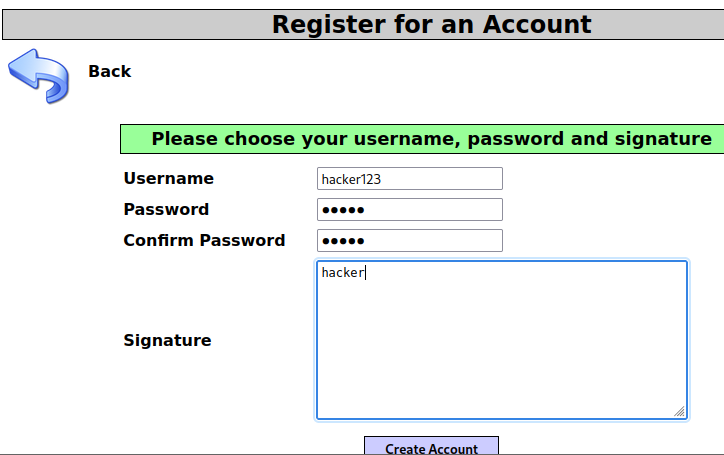 Register for an Account
Back
Please choose your username, password and signature
Username
hacker123
Password
●●●●●
Confirm Password
●●●●●
hacker
Signature
Create Account